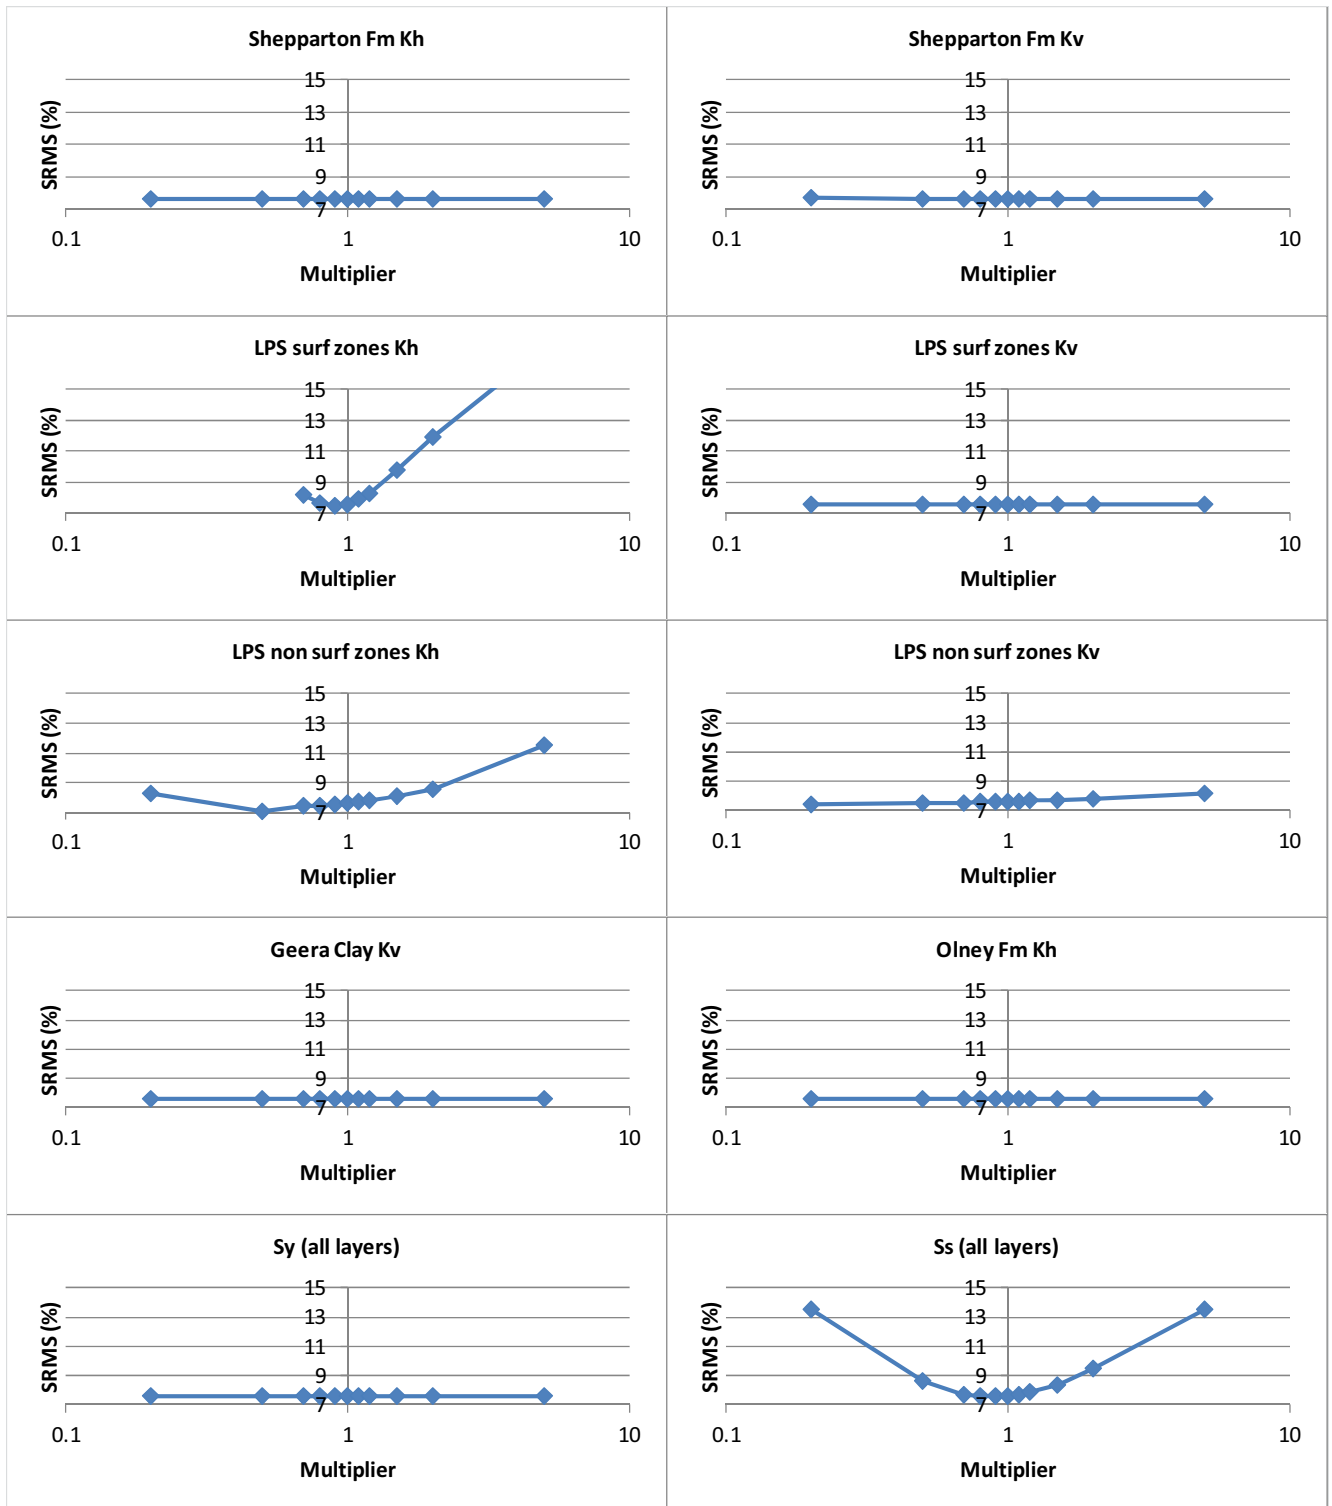 Shepparton Fm Kh
15
13
11
9
7
0.1 1 10
SRMS (%)
Multiplier
Shepparton Fm Kv
15
13
11
9
7
0.1 1 10
SRMS (%)
Multiplier
LPS surf zones Kh
15
13
11
9
7
0.1 1 10
SRMS (%)
Multiplier
LPS surf zones Kv
15
13
11
9
7
0.1 1 10
SRMS (%)
Multiplier
LPS non surf zones Kh
15
13
11
9
7
0.1 1 10
SRMS (%)
Multiplier
LPS non surf zones Kv
15
13
11
9
7
0.1 1 10
SRMS (%)
Multiplier
Geera Clay Kv
15
13
11
9
7
0.1 1 10
SRMS (%)
Multiplier
Olney Fm Kh
15
13
11
9
7
0.1 1 10
SRMS (%)
Multiplier
Sy (all layers)
15
13
11
9
7
0.1 1 10
SRMS (%)
Multiplier
Ss (all layers)
15
13
11
9
7
0.1 1 10
SRMS (%)
Multiplier